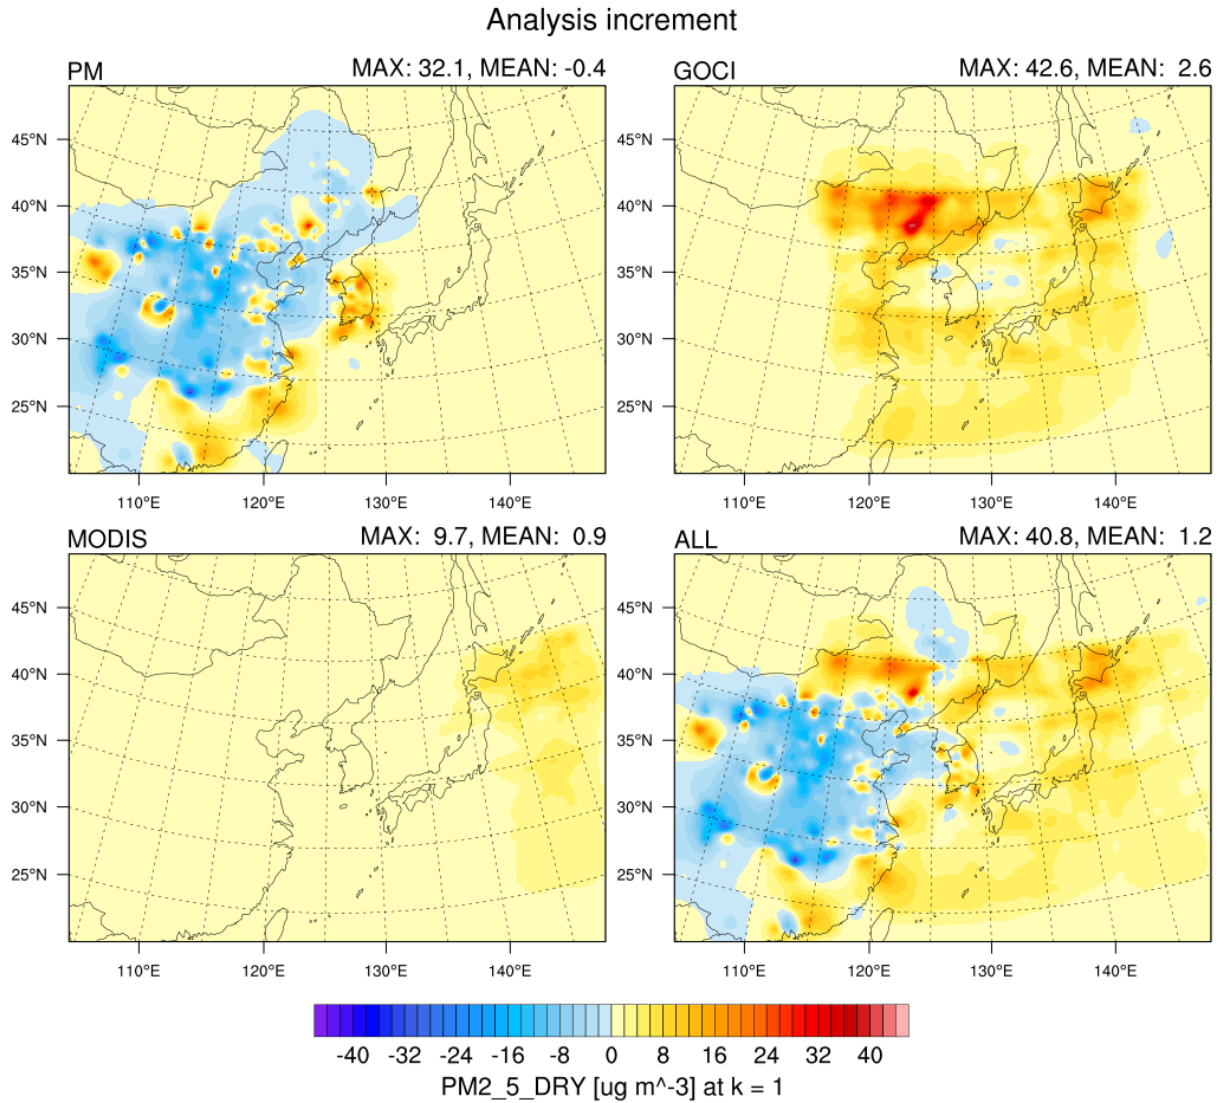 Analysis increment
PM MAX: 32.1, MEAN: -0.4
GOCI MAX: 42.6, MEAN: 2.6
45°N 45°N
40°N 40°N
35°N 35°N
30°N 30°N
25°N 25°N
110°E 120°E 130°E 140°E 110°E 120°E 130°E 140°E
MODIS MAX: 9.7, MEAN: 0.9
ALL MAX: 40.8, MEAN: 1.2
45°N 45°N
40°N 40°N
35°N 35°N
30°N 30°N
25°N 25°N
110°E 120°E 130°E 140°E 110°E 120°E 130°E 140°E
-40 -32 -24 -16 -8 0 8 16 24 32 40
PM2_5_DRY [ug m^-3] at k = 1